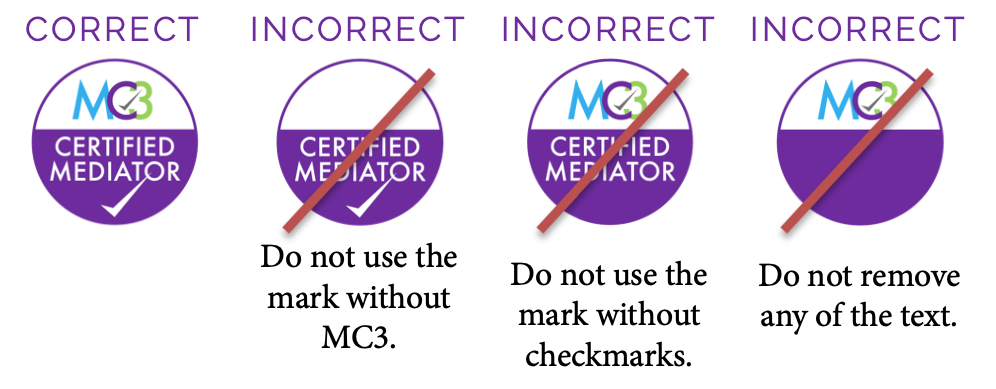 CORRECT
INCORRECT
INCORRECT
INCORRECT
MC3
CERTIFIED
MEDIATOR
CERTIFIED
MEDIATOR
Do not use the
mark without
MC3.
MC3
CERTIFIED
MEDIATOR
Do not use the
mark without
checkmarks.
MC3
Do not remove
any of the text.